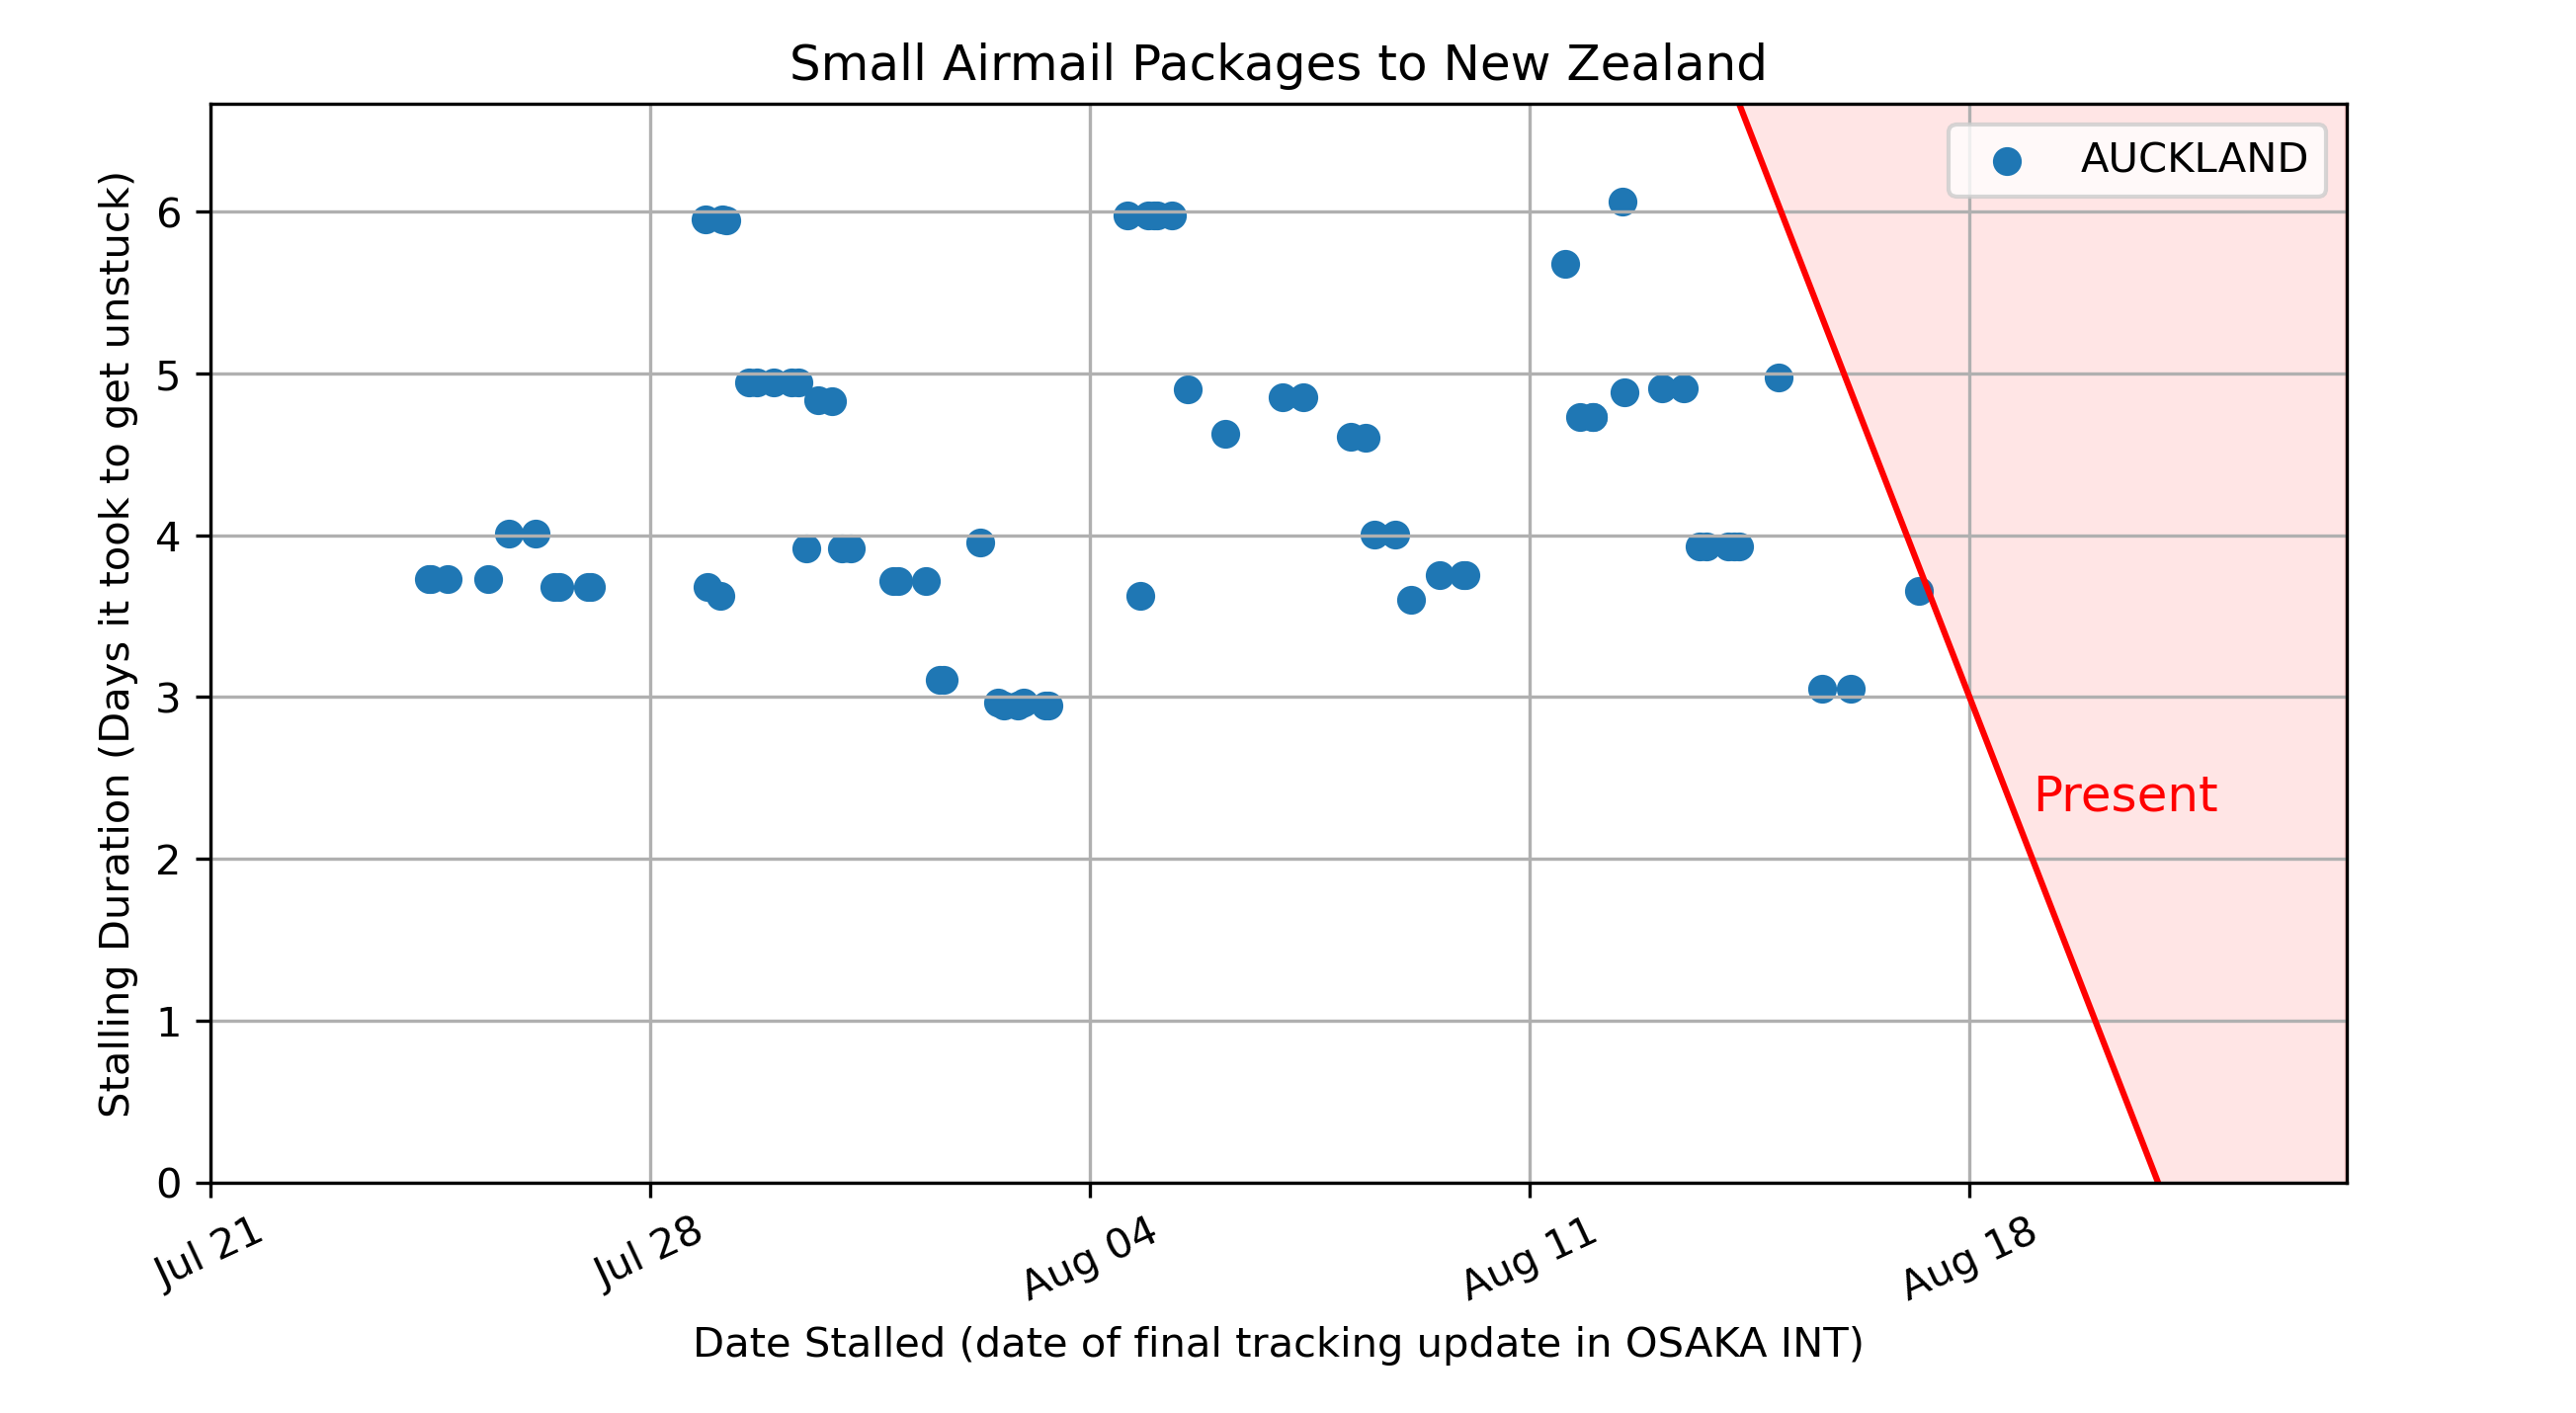 Small Airmail Packages to New Zealand
AUCKLAND
Stalling Duration (Days it took to get unstuck)
6
5
4
3
2
1
0
Present
Jul 21
Jul 28
Aug 04
Aug 11
Aug 18
Date Stalled (date of final tracking update in OSAKA INT)